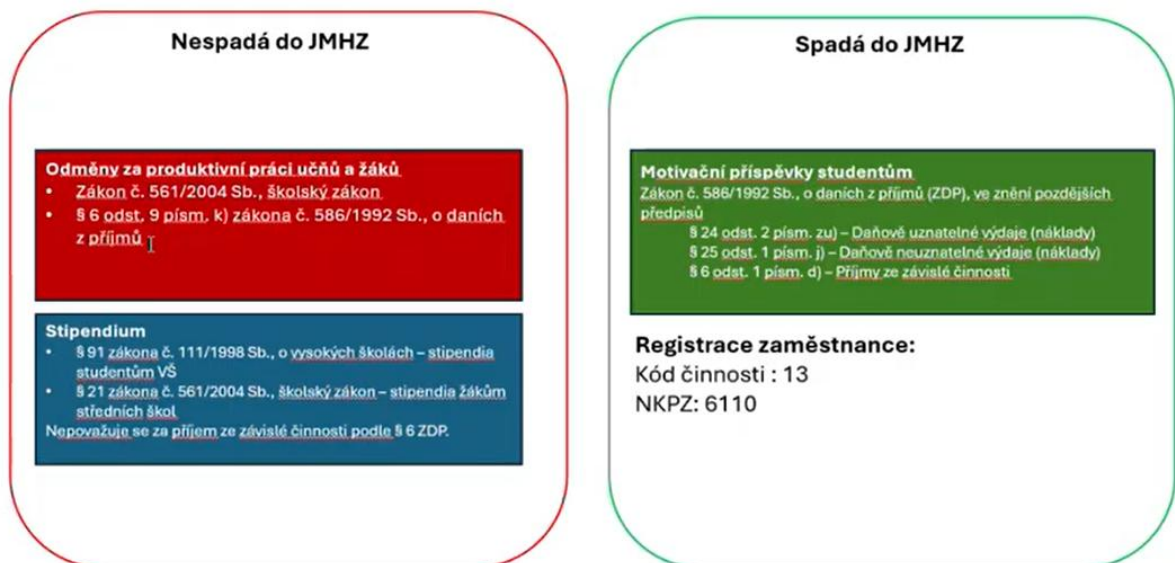 Nespadá do JMHZ
Odměny za produktivní práci učňů a žáků
• Zákon č. 561/2004 Sb., školský zákon
• § 6 odst. 9 písm. k) zákona č. 586/1992 Sb., o daních
z příjmů
Stipendium
• § 91 zákona č. 111/1998 Sb., o vysokých školách – stipendia
studentům VŠ
• § 21 zákona č. 561/2004 Sb., školský zákon – stipendia žákům
středních škol
Nepovažuje se za příjem ze závislé činnosti podle § 6 ZDP.
Spadá do JMHZ
Motivační příspěvky studentům
Zákon č. 586/1992 Sb., o daních z příjmů (ZDP), ve znění pozdějších
předpisů
§ 24 odst. 2 písm. zu) – Daňově uznatelné výdaje (náklady)
§ 25 odst. 1 písm. j) – Daňově neuznatelné výdaje (náklady)
§ 6 odst. 1 písm. d) – Příjmy ze závislé činnosti
Registrace zaměstnance:
Kód činnosti : 13
NKPZ: 6110